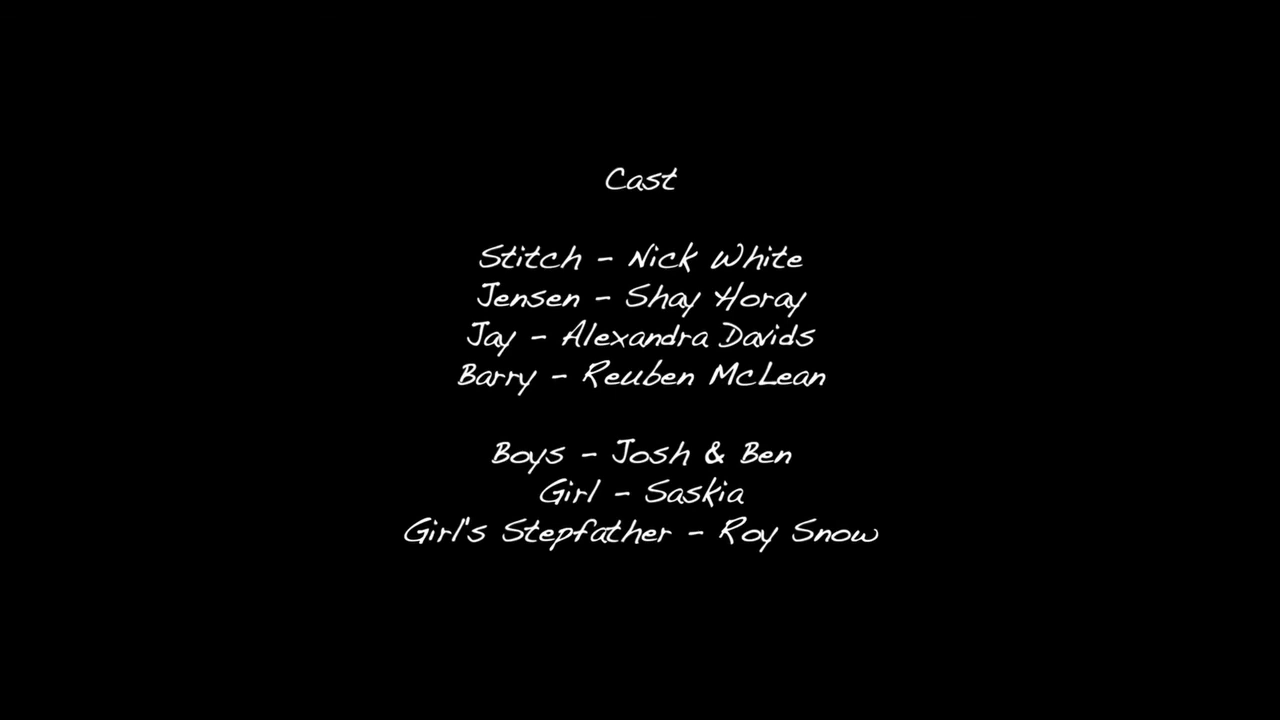 Cast
Stitch - Nick White
Jensen - Shay Horay
Jay - Alexandra Davids
Barry - Reuben McLean
Boys - Josh & Ben
Girl - Saskia
Girl's Stepfather - Roy Snow